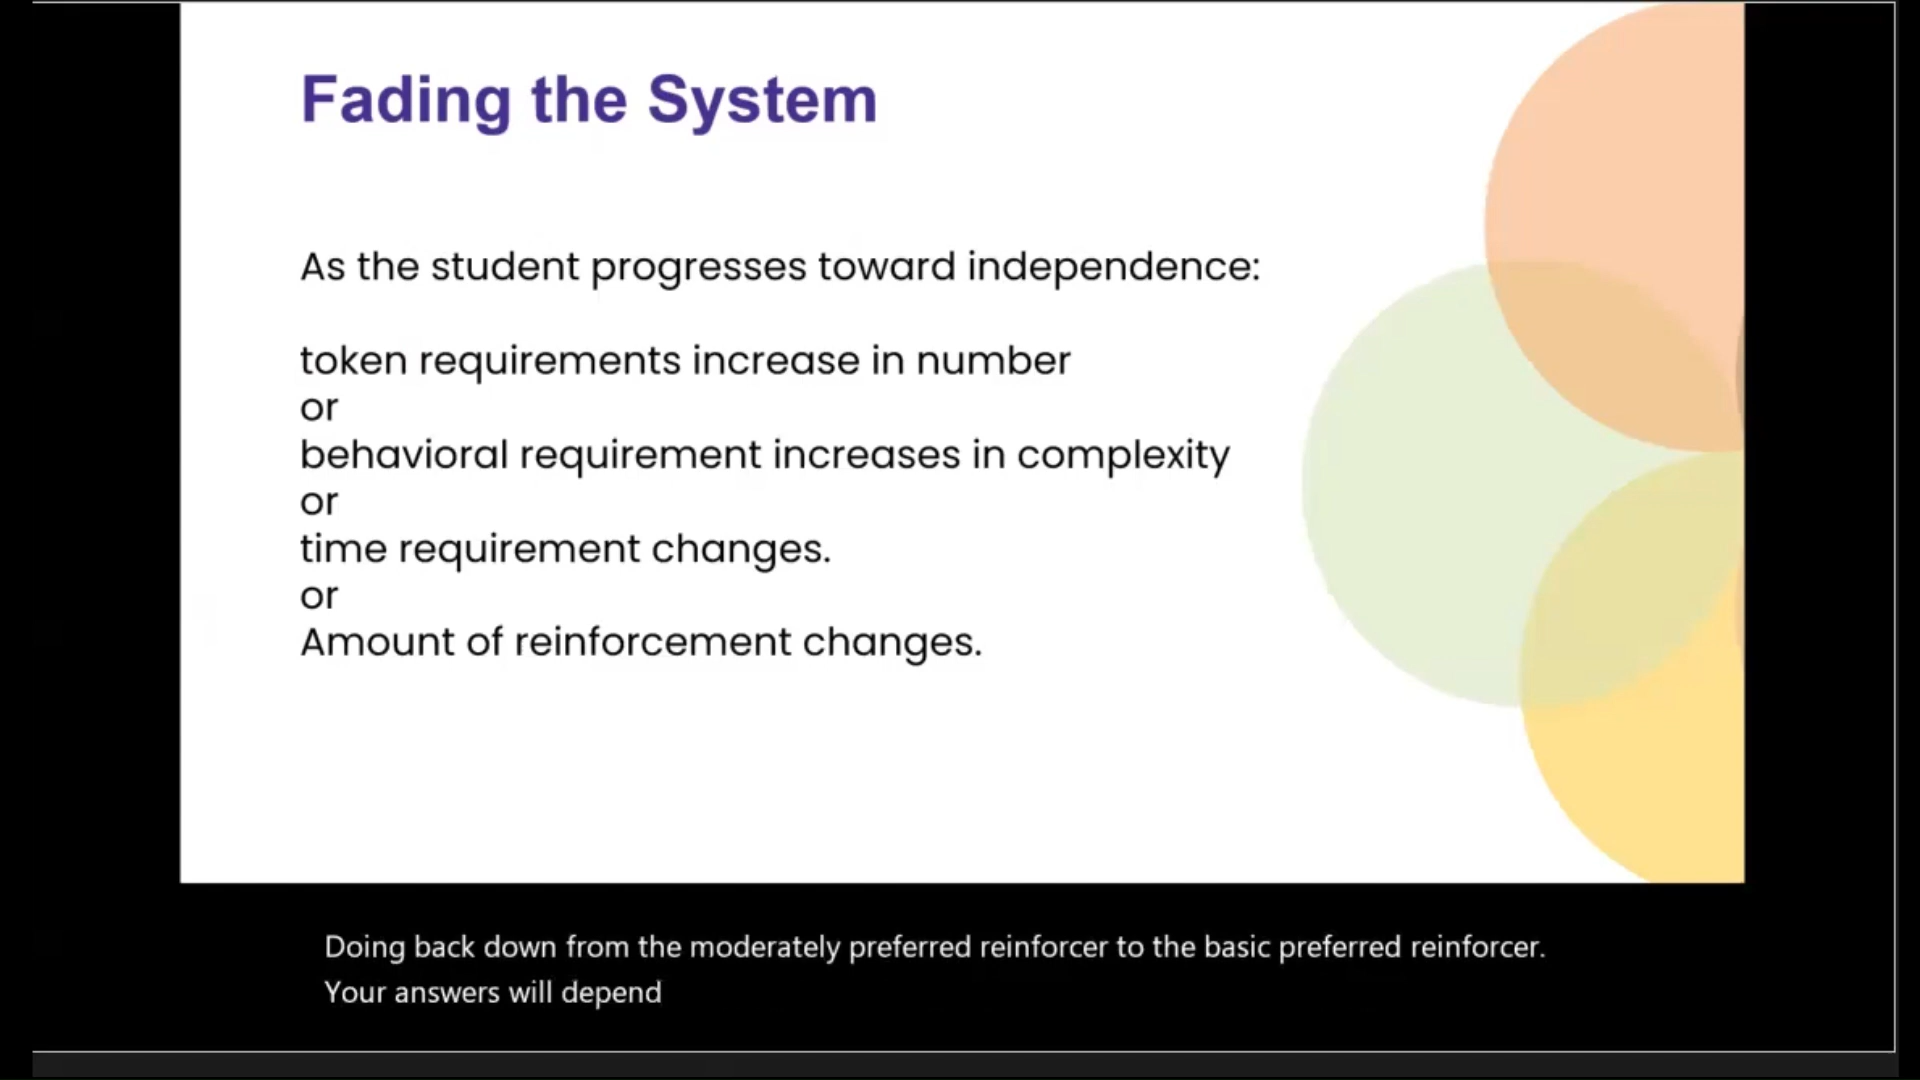 Fading the System
As the student progresses toward independence:
token requirements increase in number
or
behavioral requirement increases in complexity
or
time requirement changes.
or
Amount of reinforcement changes.
Doing back down from the moderately preferred reinforcer to the basic preferred reinforcer.
Your answers will depend